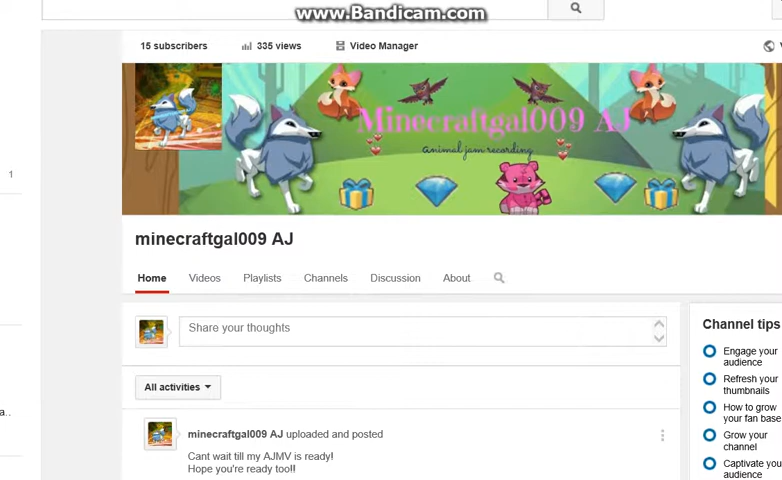 www.Bandicam.com
15 subscribers 335 views Video Manager
Minecraftgal009 AJ
Animal jam recording
1
minecraftgal009 AJ
Home Videos Playlists Channels Discussion About
Share your thoughts
Channel tips
Engage your
audience
Refresh your
thumbnails
How to grow
your fan base
Grow your
channel
Captivate you
audience
All activities
a..
minecraftgal009 AJ uploaded and posted
Cant wait till my AJMV is ready!
Hope you're ready too!!